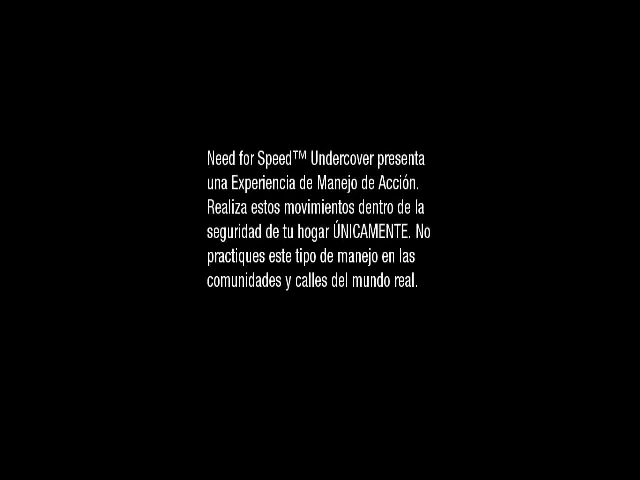 Need for Speed™ Undercover presenta
una Experiencia de Manejo de Acción.
Realiza estos movimientos dentro de la
seguridad de tu hogar ÚNICAMENTE. No
practiques este tipo de manejo en las
comunidades y calles del mundo real.